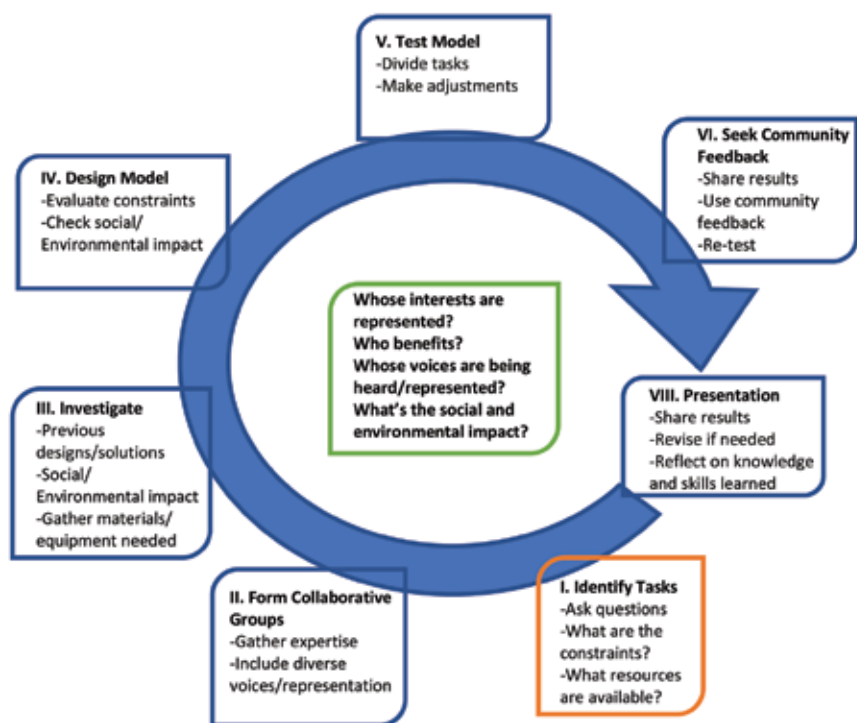 V. Test Model
-Divide tasks
-Make adjustments
VI. Seek Community
Feedback
-Share results
-Use community
feedback
-Re-test
IV. Design Model
-Evaluate constraints
-Check social/
Environmental impact
Whose interests are
represented?
Who benefits?
Whose voices are being
heard/represented?
What's the social and
environmental impact?
III. Investigate
-Previous
designs/solutions
-Social/
Environmental impact
-Gather materials/
equipment needed
VIII. Presentation
-Share results
-Revise if needed
-Reflect on knowledge
and skills learned
II. Form Collaborative
Groups
-Gather expertise
-Include diverse
voices/representation
I. Identify Tasks
-Ask questions
-What are the
constraints?
-What resources
are available?